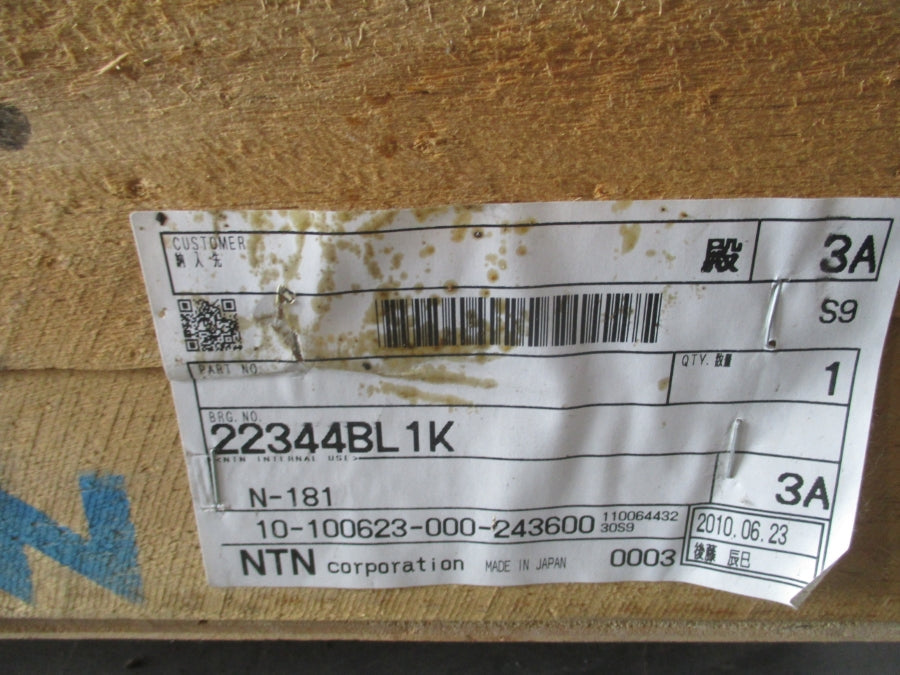 CUSTOMER
納入先
殿
3A
S9
PART NO.
QTY. 数量
1
BRG.NO.
22344BL1K
<NTN INTERNAL USE>
N-181
3A
10-100623-000-243600
110064432
30S9
2010.06.23
後藤 辰巳
NTN corporation MADE IN JAPAN 0003